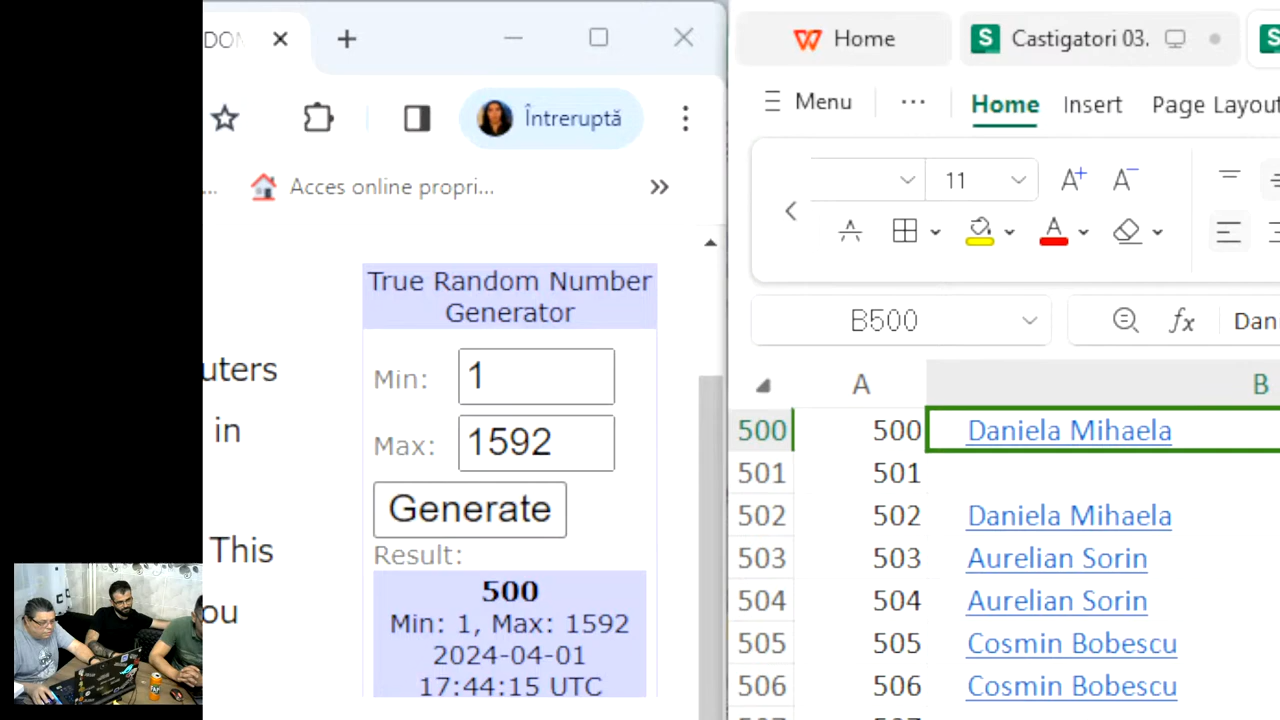 DOM
Home
Castigatori 03.
S
Menu
Home
Insert
Page Layout
Întreruptă
...
Acces online propri...
11
True Random Number
Generator
Min:
1
Max:
1592
Generate
Result:
500
Min: 1, Max: 1592
2024-04-01
17:44:15 UTC
uters
in
This
ou
B500
fx
Dan
A
B
500
500
Daniela Mihaela
501
501
502
502
Daniela Mihaela
503
503
Aurelian Sorin
504
504
Aurelian Sorin
505
505
Cosmin Bobescu
506
506
Cosmin Bobescu